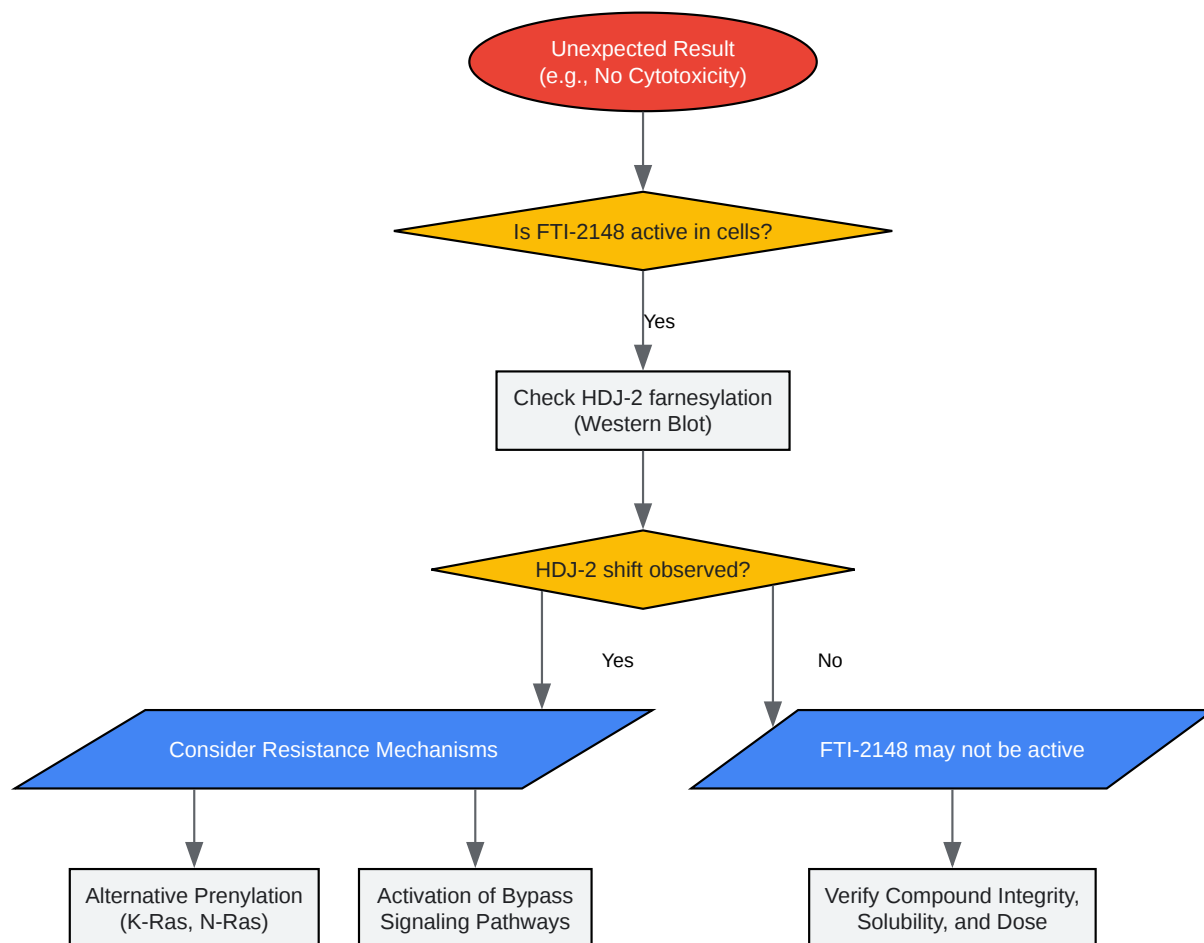 Unexpected Result
(e.g., No Cytotoxicity)
Is FTI-2148 active in cells?
Yes
Check HDJ-2 farnesylation
(Western Blot)
HDJ-2 shift observed?
Yes
No
Consider Resistance Mechanisms
FTI-2148 may not be active
Alternative Prenylation
(K-Ras, N-Ras)
Activation of Bypass
Signaling Pathways
Verify Compound Integrity,
Solubility, and Dose